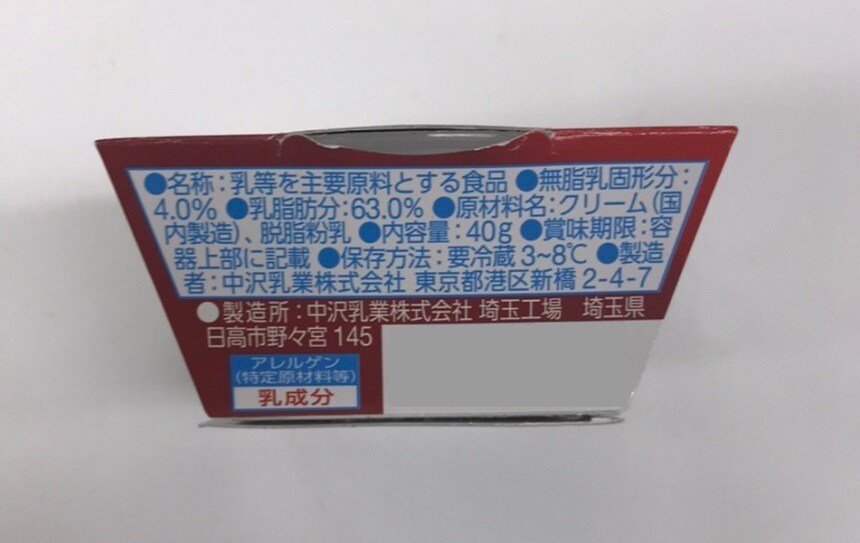 ●名称：乳等を主要原料とする食品 ●無脂乳固形分：
4.0% ●乳脂肪分：63.0% ●原材料名：クリーム（国
内製造）、脱脂粉乳 ●内容量：40g ●賞味期限：容
器上部に記載 ●保存方法：要冷蔵 3~8℃ ●製造
者：中沢乳業株式会社 東京都港区新橋 2-4-7
●製造所：中沢乳業株式会社 埼玉工場 埼玉県
日高市野々宮 145
アレルゲン
（特定原材料等）
乳成分